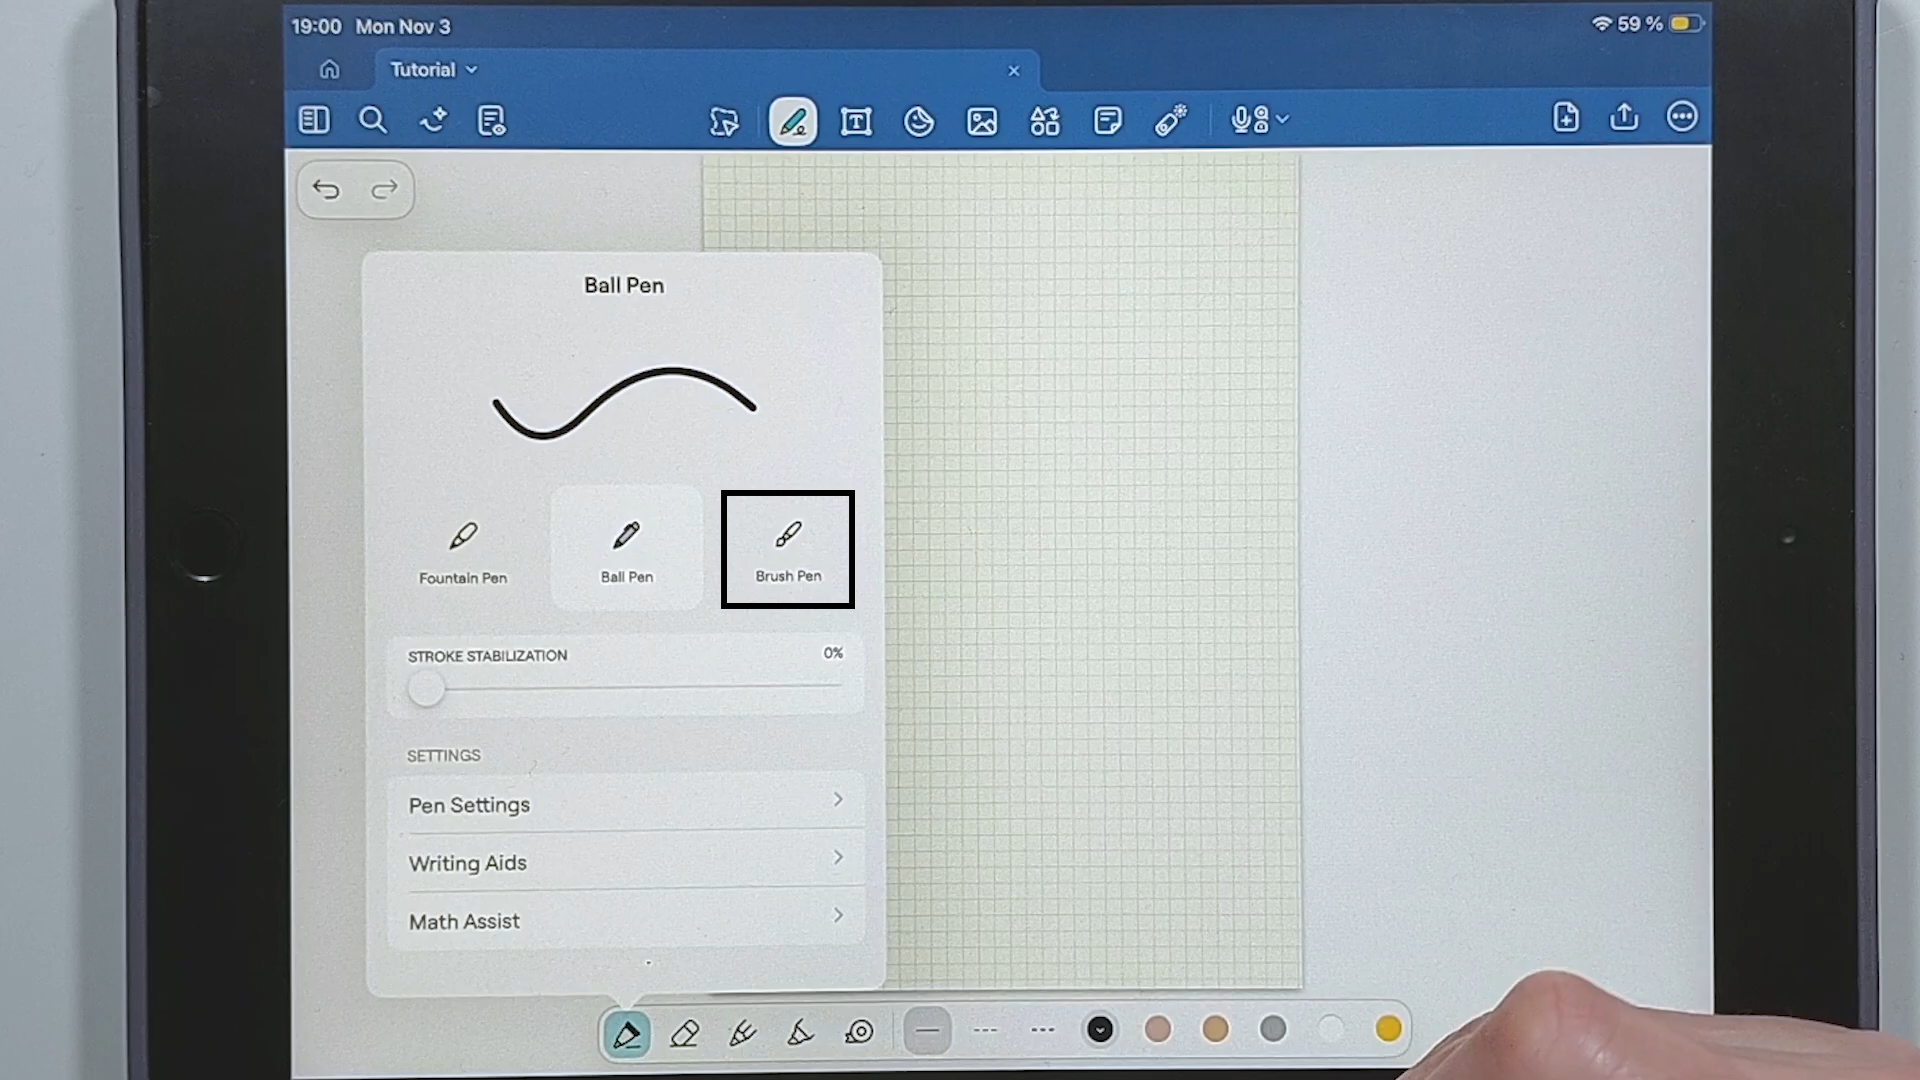 19:00 Mon Nov 3 59 %
Tutorial
Ball Pen
Fountain Pen Ball Pen Brush Pen
STROKE STABILIZATION 0%
SETTINGS
Pen Settings
Writing Aids
Math Assist